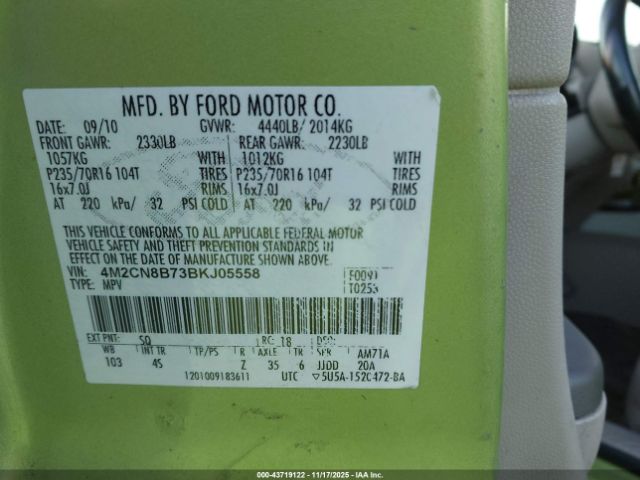 MFD. BY FORD MOTOR CO.
DATE: 09/10 GVWR: 4440LB/ 2014KG
FRONT GAWR: 2330LB REAR GAWR: 2230LB
1057KG WITH 1012KG WITH
P235/70R16 104T TIRES P235/70R16 104T TIRES
16x7.0J RIMS 16x7.0J RIMS
AT 220 kPa/ 32 PSI COLD AT 220 kPa/ 32 PSI COLD
THIS VEHICLE CONFORMS TO ALL APPLICABLE FEDERAL MOTOR
VEHICLE SAFETY AND THEFT PREVENTION STANDARDS IN
EFFECT ON THE DATE OF MANUFACTURE SHOWN ABOVE.
VIN: 4M2CN8B73BKJ05558 F0091
TYPE: MPV T0253
EXT PNT: SQ RC: 18 DSO:
WB INT TR TP/PS R AXLE TR SPR AM71A
103 4S Z 35 6 JJDD 20A
1201009183611 UTC ▽5U5A-152C472-BA
© 43719122 - 11/17/2025 - IAA Holdings, LLC